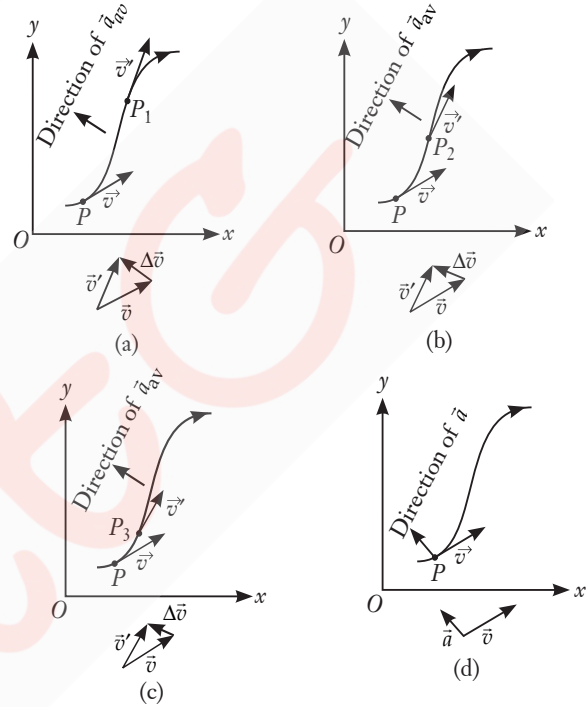 y
Direction of a⃗av
v⃗′
P1
P
v⃗
O
x
Δv⃗
v⃗′
v⃗
(a)
y
Direction of a⃗av
v⃗′
P2
P
v⃗
O
x
Δv⃗
v⃗′
v⃗
(b)
y
Direction of a⃗av
v⃗′
P3
P
v⃗
O
x
Δv⃗
v⃗′
v⃗
(c)
y
Direction of a⃗
P
v⃗
O
x
a⃗
v⃗
(d)